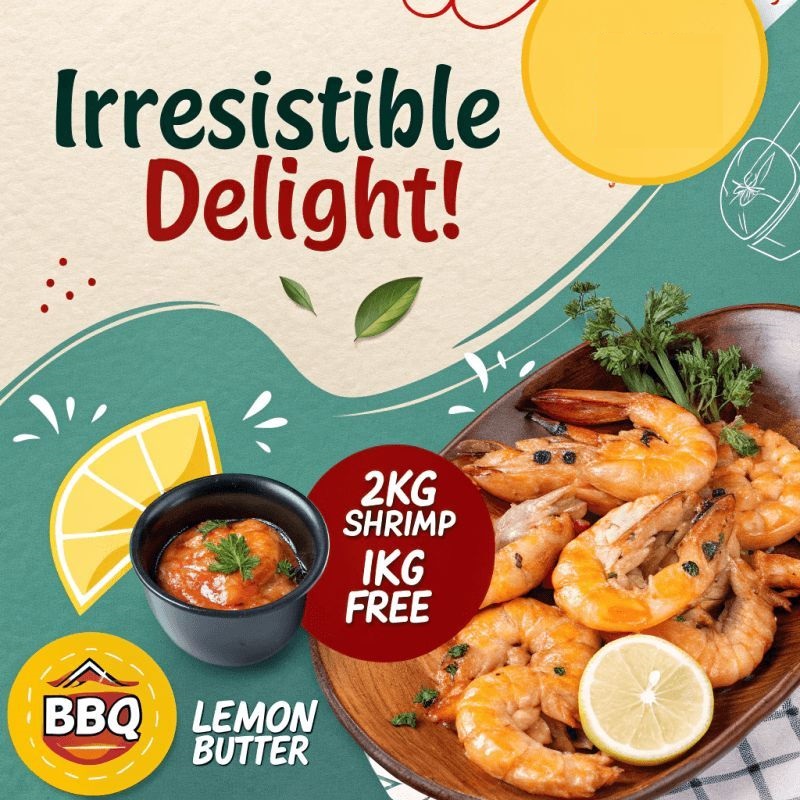 Irresistible
Delight!
2KG
SHRIMP
1KG
FREE
BBQ
LEMON
BUTTER